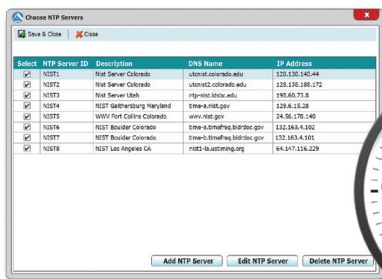 Choose NTP Servers
Save & Close Close
Select NTP Server ID Description DNS Name IP Address
NIST1 Nist Server Colorado utcnist.colorado.edu 128.138.140.44
NIST2 Nist Server Colorado utcnist2.colorado.edu 128.138.188.172
NIST3 Nist Server Utah ntp-nist.ldsbc.edu 198.60.73.8
NIST4 NIST Gaithersburg Maryland time-a.nist.gov 129.6.15.28
NIST5 WWV Fort Collins Colorado wwv.nist.gov 24.56.178.140
NIST6 NIST Boulder Colorado time-a.timefreq.bldrdoc.gov 132.163.4.102
NIST7 NIST Boulder Colorado time-b.timefreq.bldrdoc.gov 132.163.4.101
NIST8 NIST Los Angeles CA nist1-la.ustiming.org 64.147.116.229
Add NTP Server Edit NTP Server Delete NTP Server